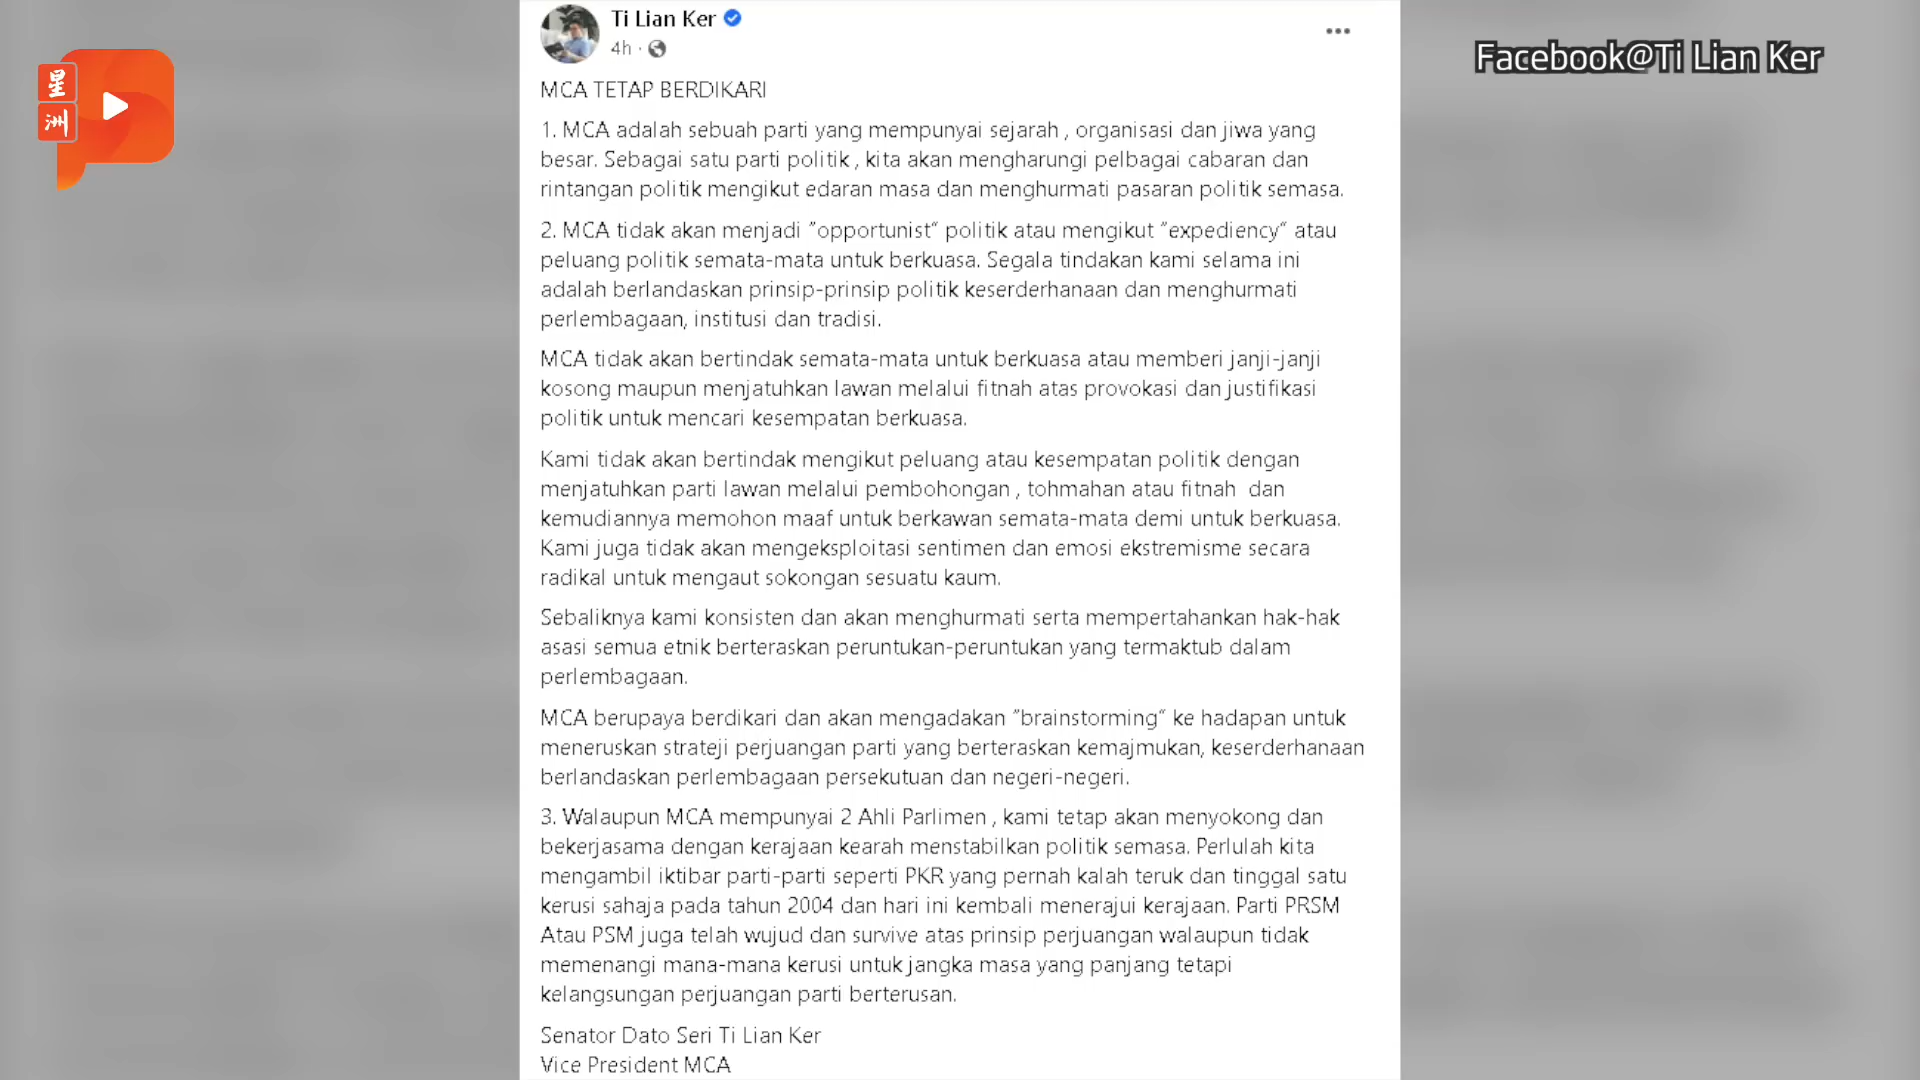 星洲
Facebook@Ti Lian Ker
Ti Lian Ker
4h ·
MCA TETAP BERDIKARI
1. MCA adalah sebuah parti yang mempunyai sejarah , organisasi dan jiwa yang
besar. Sebagai satu parti politik , kita akan mengharungi pelbagai cabaran dan
rintangan politik mengikut edaran masa dan menghurmati pasaran politik semasa.
2. MCA tidak akan menjadi ”opportunist“ politik atau mengikut ”expediency“ atau
peluang politik semata-mata untuk berkuasa. Segala tindakan kami selama ini
adalah berlandaskan prinsip-prinsip politik keserderhanaan dan menghurmati
perlembagaan, institusi dan tradisi.
MCA tidak akan bertindak semata-mata untuk berkuasa atau memberi janji-janji
kosong maupun menjatuhkan lawan melalui fitnah atas provokasi dan justifikasi
politik untuk mencari kesempatan berkuasa.
Kami tidak akan bertindak mengikut peluang atau kesempatan politik dengan
menjatuhkan parti lawan melalui pembohongan , tohmahan atau fitnah  dan
kemudiannya memohon maaf untuk berkawan semata-mata demi untuk berkuasa.
Kami juga tidak akan mengeksploitasi sentimen dan emosi ekstremisme secara
radikal untuk mengaut sokongan sesuatu kaum.
Sebaliknya kami konsisten dan akan menghurmati serta mempertahankan hak-hak
asasi semua etnik berteraskan peruntukan-peruntukan yang termaktub dalam
perlembagaan.
MCA berupaya berdikari dan akan mengadakan ”brainstorming“ ke hadapan untuk
meneruskan strateji perjuangan parti yang berteraskan kemajmukan, keserderhanaan
berlandaskan perlembagaan persekutuan dan negeri-negeri.
3. Walaupun MCA mempunyai 2 Ahli Parlimen , kami tetap akan menyokong dan
bekerjasama dengan kerajaan kearah menstabilkan politik semasa. Perlulah kita
mengambil iktibar parti-parti seperti PKR yang pernah kalah teruk dan tinggal satu
kerusi sahaja pada tahun 2004 dan hari ini kembali menerajui kerajaan. Parti PRSM
Atau PSM juga telah wujud dan survive atas prinsip perjuangan walaupun tidak
memenangi mana-mana kerusi untuk jangka masa yang panjang tetapi
kelangsungan perjuangan parti berterusan.
Senator Dato Seri Ti Lian Ker
Vice President MCA